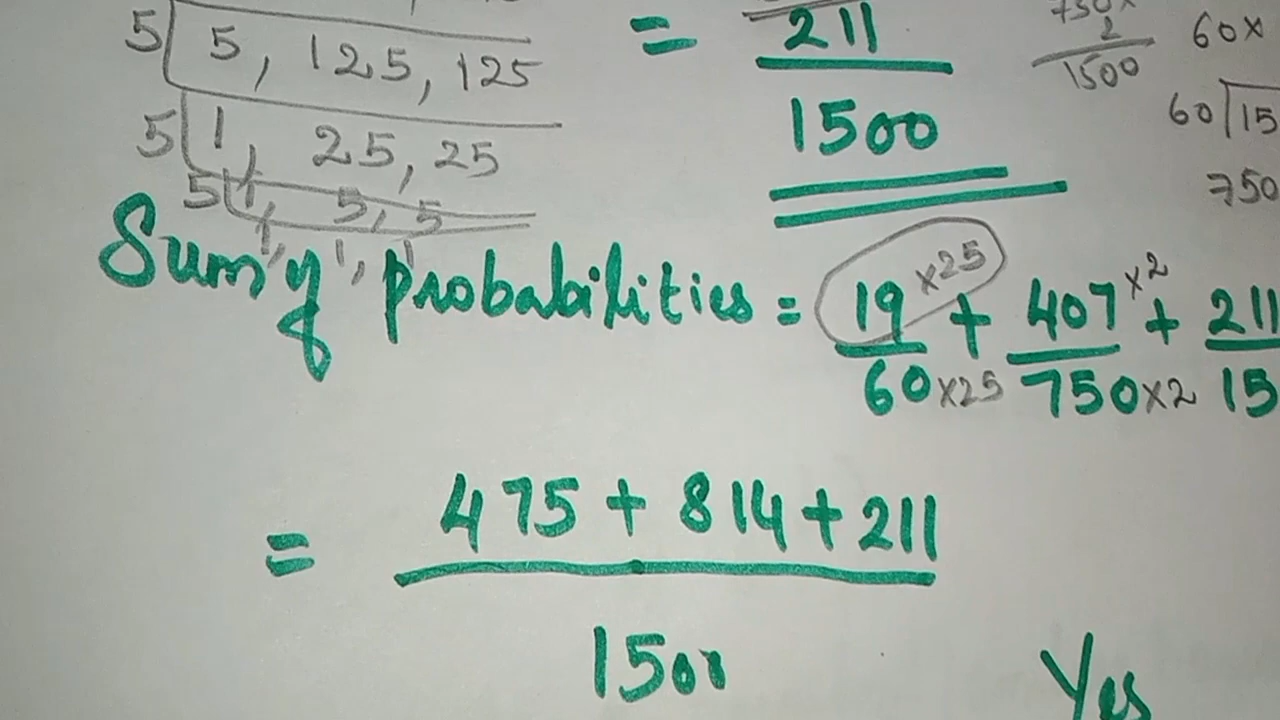 5 | 5, 125, 125
5 | 1, 25, 25
5 | 1, 5, 5
1, 1, 1
= 211
1500
750×
2
1500
60×
60 15
750
Sum of probabilities = 19 ×25 + 407 ×2 + 211
60 ×25 750 ×2 15
= 475 + 814 + 211
1500
Yes